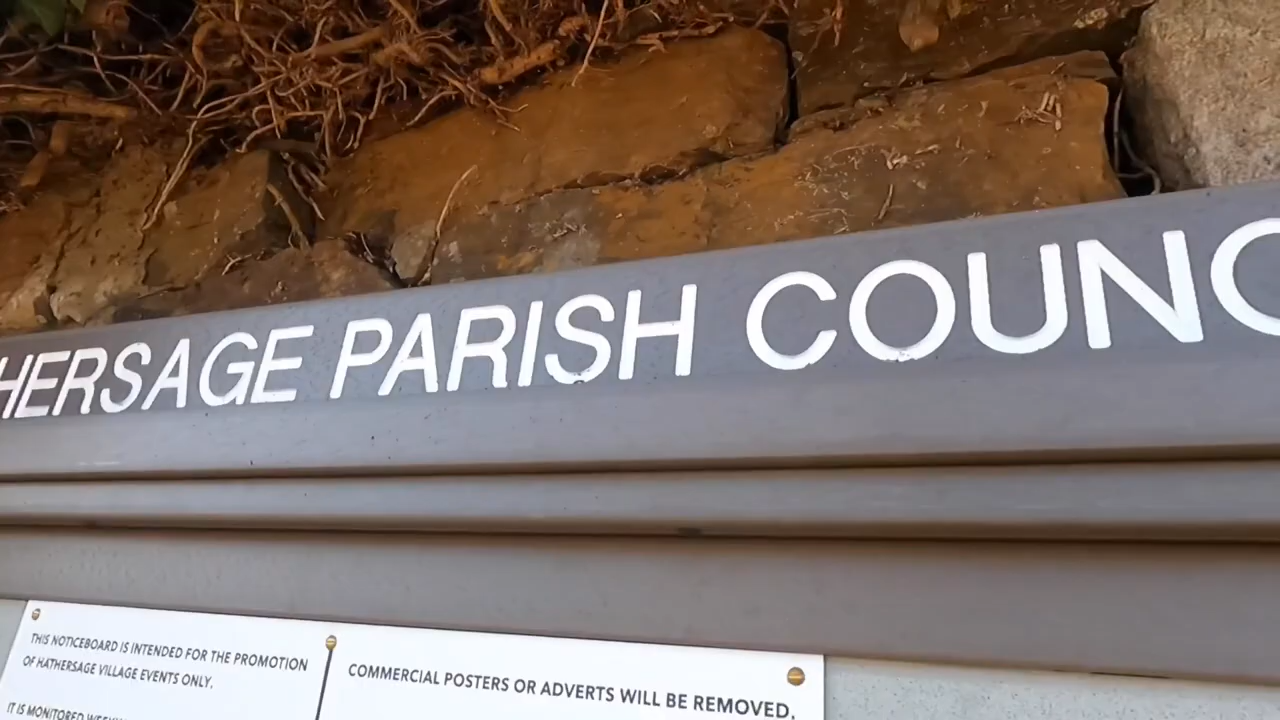 HERSAGE PARISH COUNC
THIS NOTICEBOARD IS INTENDED FOR THE PROMOTION
OF HATHERSAGE VILLAGE EVENTS ONLY.
IT IS MONITORED
COMMERCIAL POSTERS OR ADVERTS WILL BE REMOVED.